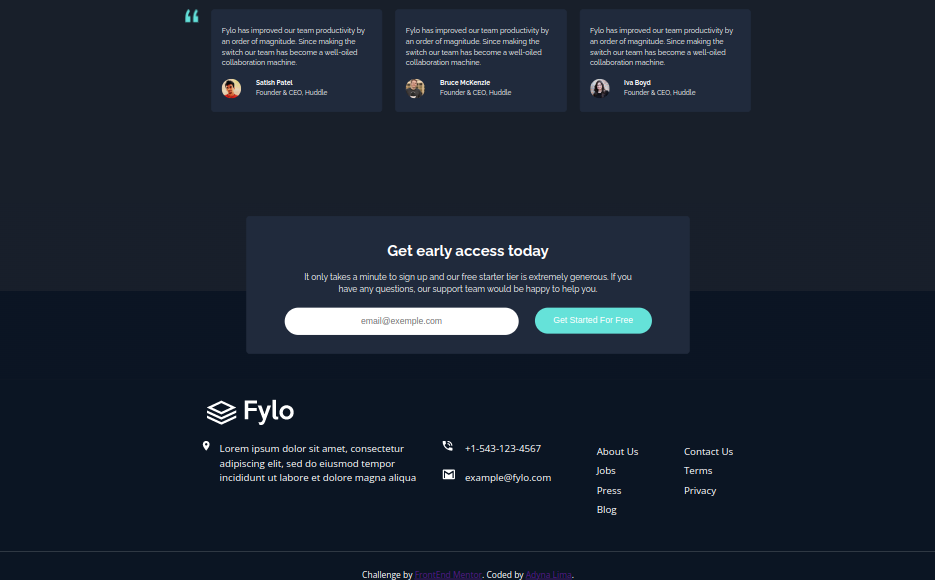 “
Fylo has improved our team productivity by
an order of magnitude. Since making the
switch our team has become a well-oiled
collaboration machine.
Satish Patel
Founder & CEO, Huddle
Fylo has improved our team productivity by
an order of magnitude. Since making the
switch our team has become a well-oiled
collaboration machine.
Bruce McKenzie
Founder & CEO, Huddle
Fylo has improved our team productivity by
an order of magnitude. Since making the
switch our team has become a well-oiled
collaboration machine.
Iva Boyd
Founder & CEO, Huddle
Get early access today
It only takes a minute to sign up and our free starter tier is extremely generous. If you
have any questions, our support team would be happy to help you.
email@exemple.com
Get Started For Free
Fylo
Lorem ipsum dolor sit amet, consectetur
adipiscing elit, sed do eiusmod tempor
incididunt ut labore et dolore magna aliqua
+1-543-123-4567
example@fylo.com
About Us
Jobs
Press
Blog
Contact Us
Terms
Privacy
Challenge by FrontEnd Mentor. Coded by Adyna Lima.